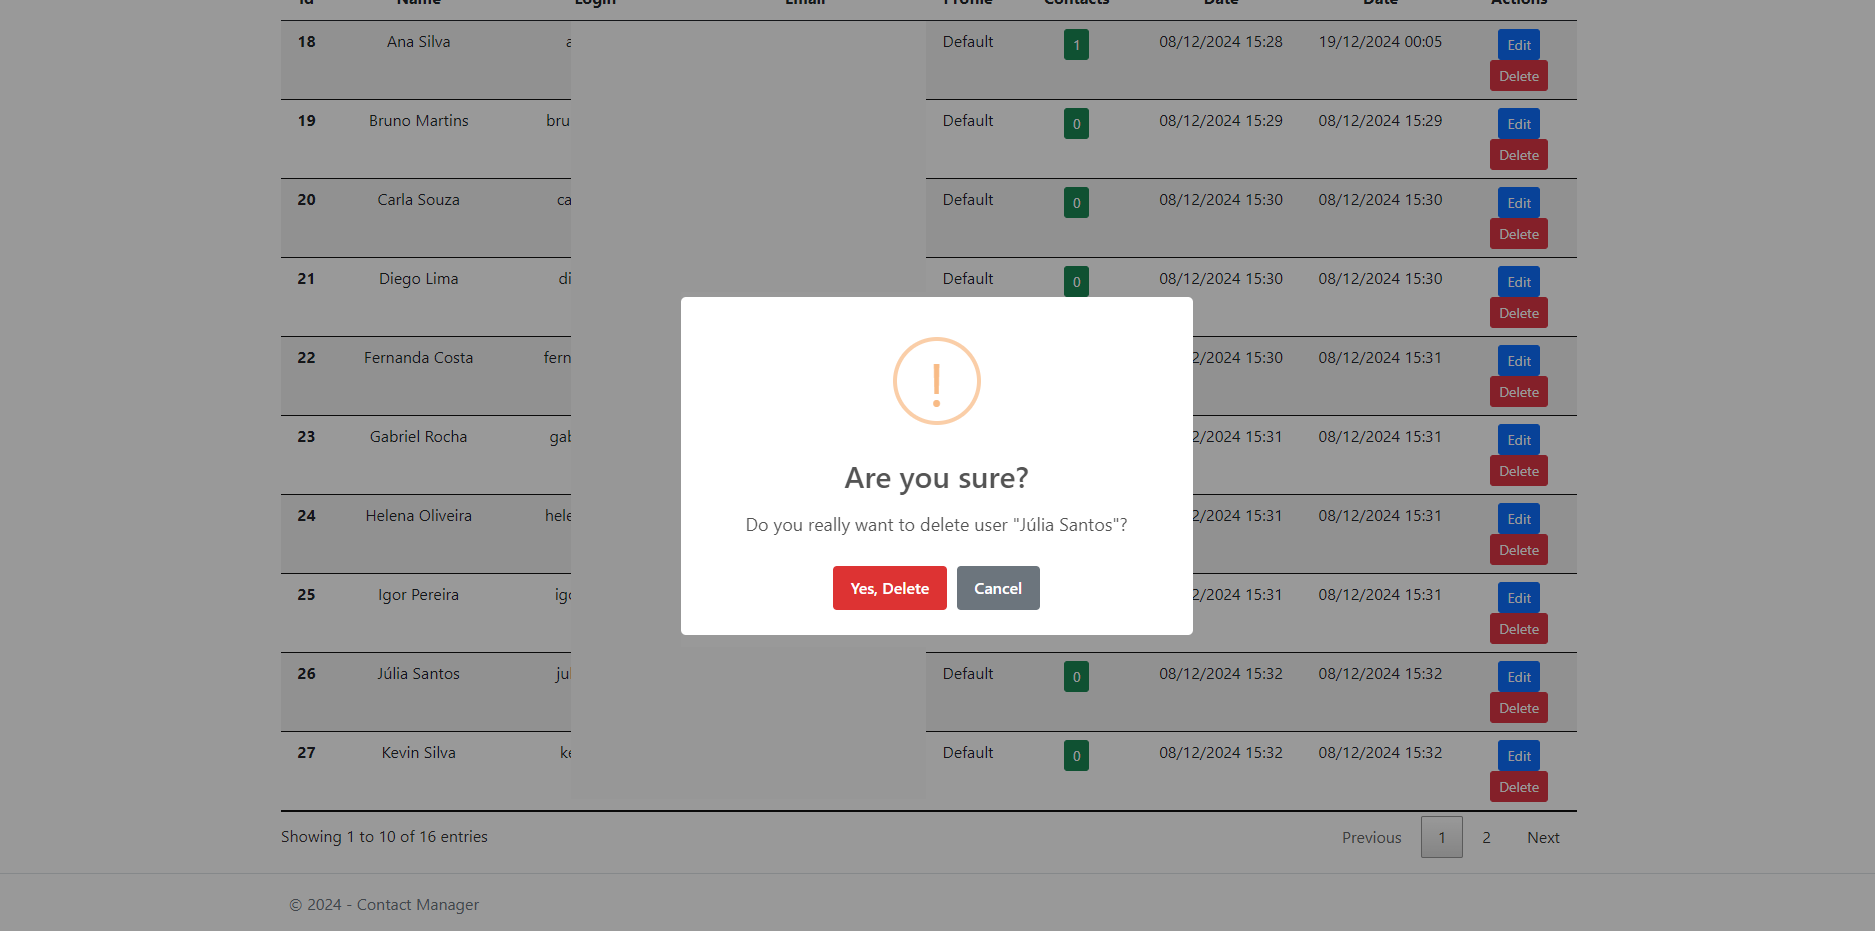 Id Name Login Email Profile Contacts Date Date Actions
18 Ana Silva a Default 1 08/12/2024 15:28 19/12/2024 00:05 Edit
Delete
19 Bruno Martins bru Default 0 08/12/2024 15:29 08/12/2024 15:29 Edit
Delete
20 Carla Souza ca Default 0 08/12/2024 15:30 08/12/2024 15:30 Edit
Delete
21 Diego Lima di Default 0 08/12/2024 15:30 08/12/2024 15:30 Edit
Delete
22 Fernanda Costa fern 2/2024 15:30 08/12/2024 15:31 Edit
Delete
23 Gabriel Rocha gab 2/2024 15:31 08/12/2024 15:31 Edit
Delete
24 Helena Oliveira hele 2/2024 15:31 08/12/2024 15:31 Edit
Delete
25 Igor Pereira igo 2/2024 15:31 08/12/2024 15:31 Edit
Delete
26 Júlia Santos jul Default 0 08/12/2024 15:32 08/12/2024 15:32 Edit
Delete
27 Kevin Silva ke Default 0 08/12/2024 15:32 08/12/2024 15:32 Edit
Delete
!
Are you sure?
Do you really want to delete user "Júlia Santos"?
Yes, Delete Cancel
Showing 1 to 10 of 16 entries Previous 1 2 Next
© 2024 - Contact Manager